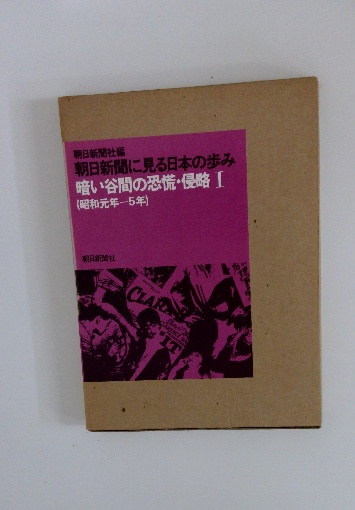 朝日新聞社編
朝日新聞に見る日本の歩み
暗い谷間の恐慌・侵略 I
(昭和元年—5年)
朝日新聞社